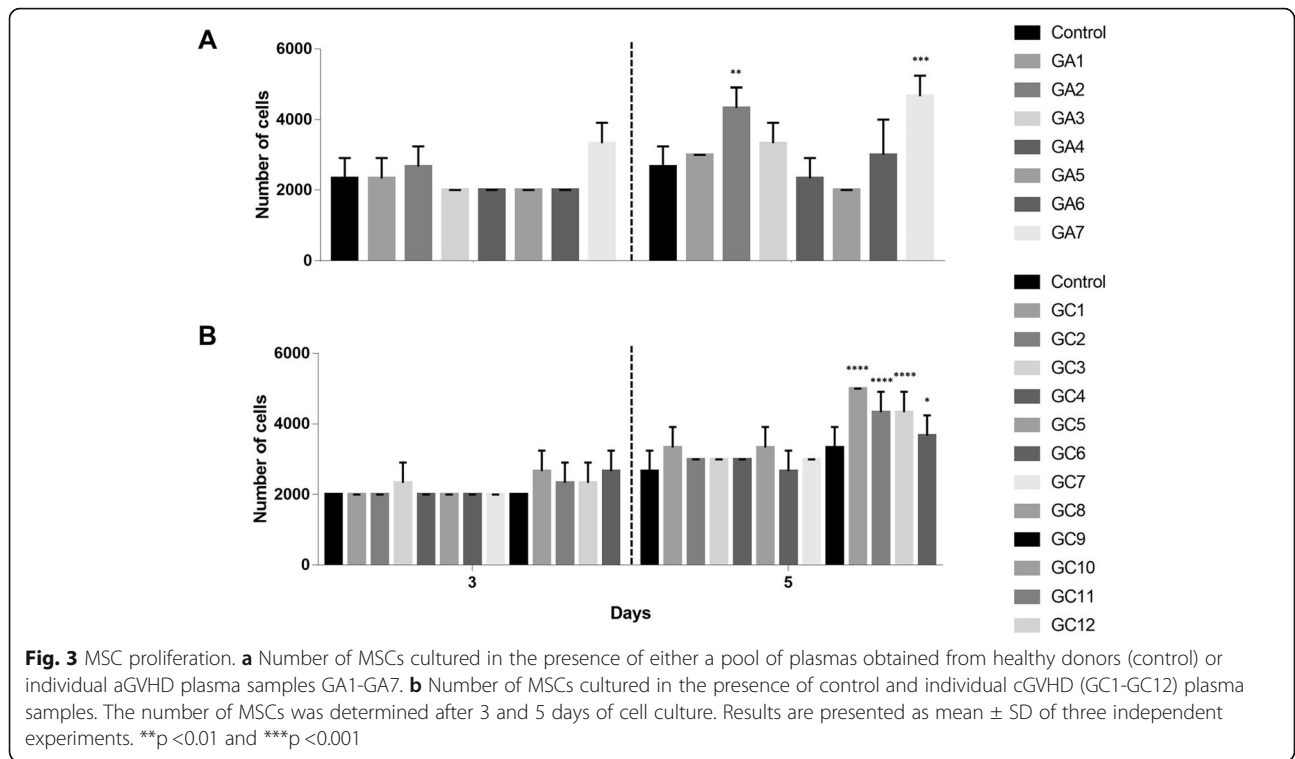 A
Number of cells
6000
4000
2000
0
**
***
Control
GA1
GA2
GA3
GA4
GA5
GA6
GA7
B
Number of cells
6000
4000
2000
0
****
****
****
*
3
5
Days
Control
GC1
GC2
GC3
GC4
GC5
GC6
GC7
GC8
GC9
GC10
GC11
GC12
Fig. 3 MSC proliferation. a Number of MSCs cultured in the presence of either a pool of plasmas obtained from healthy donors (control) or
individual aGVHD plasma samples GA1-GA7. b Number of MSCs cultured in the presence of control and individual cGVHD (GC1-GC12) plasma
samples. The number of MSCs was determined after 3 and 5 days of cell culture. Results are presented as mean ± SD of three independent
experiments. **p <0.01 and ***p <0.001